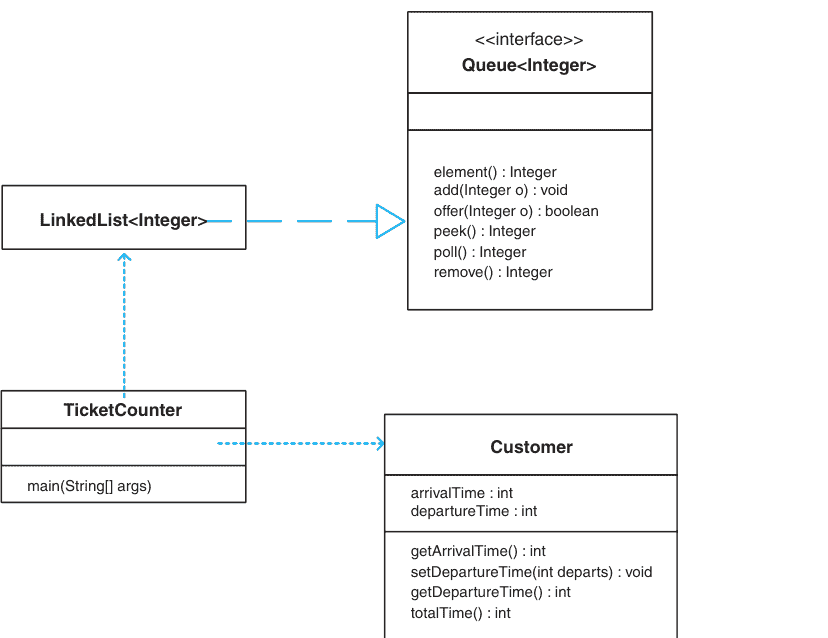 <<interface>>
Queue<Integer>
element() : Integer
add(Integer o) : void
offer(Integer o) : boolean
peek() : Integer
poll() : Integer
remove() : Integer
LinkedList<Integer>
TicketCounter
main(String[] args)
Customer
arrivalTime : int
departureTime : int
getArrivalTime() : int
setDepartureTime(int departs) : void
getDepartureTime() : int
totalTime() : int